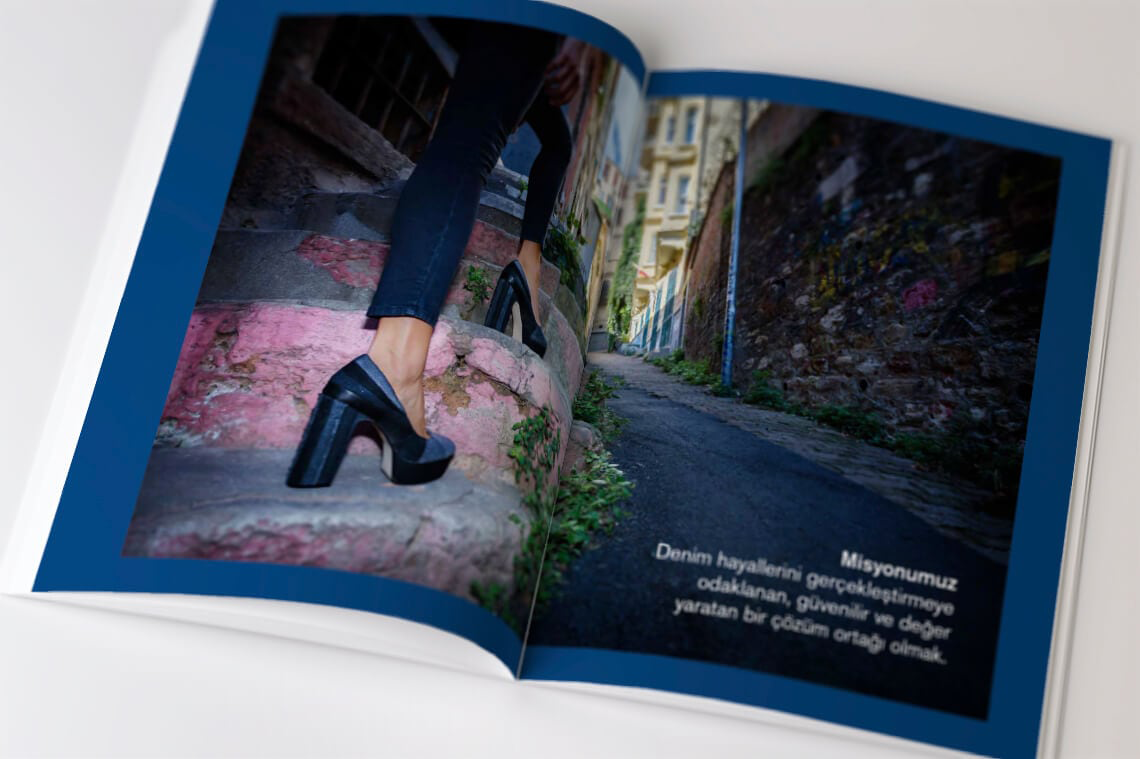 Misyonumuz
Denim hayallerini gerçekleştirmeye
odaklanan, güvenilir ve değer
yaratan bir çözüm ortağı olmak.